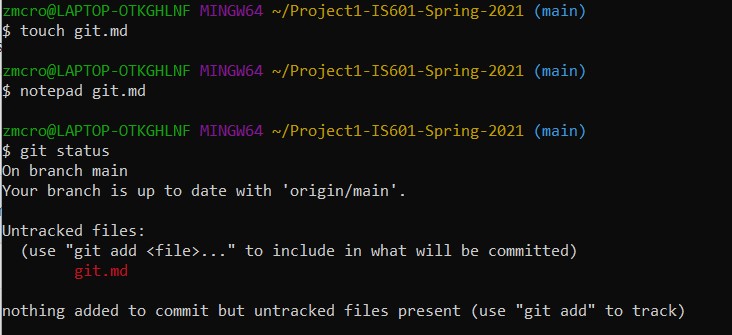 zmcro@LAPTOP-OTKGHLNF MINGW64 ~/Project1-IS601-Spring-2021 (main)
$ touch git.md
zmcro@LAPTOP-OTKGHLNF MINGW64 ~/Project1-IS601-Spring-2021 (main)
$ notepad git.md
zmcro@LAPTOP-OTKGHLNF MINGW64 ~/Project1-IS601-Spring-2021 (main)
$ git status
On branch main
Your branch is up to date with 'origin/main'.
Untracked files:
  (use "git add <file>..." to include in what will be committed)
        git.md
nothing added to commit but untracked files present (use "git add" to track)